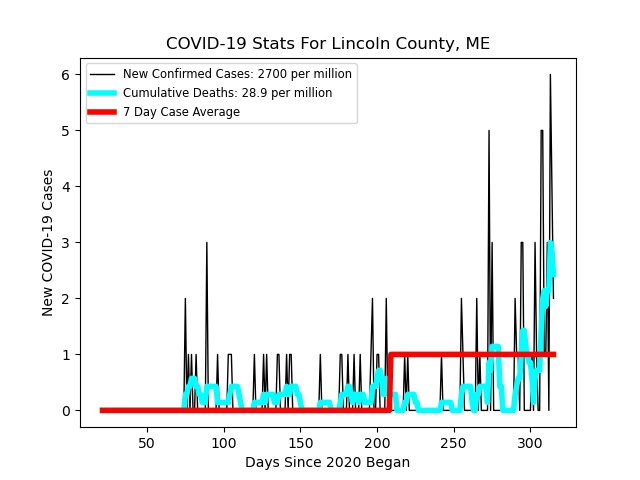 COVID-19 Stats For Lincoln County, ME
New Confirmed Cases: 2700 per million
Cumulative Deaths: 28.9 per million
7 Day Case Average
New COVID-19 Cases
6
5
4
3
2
1
0
50 100 150 200 250 300
Days Since 2020 Began